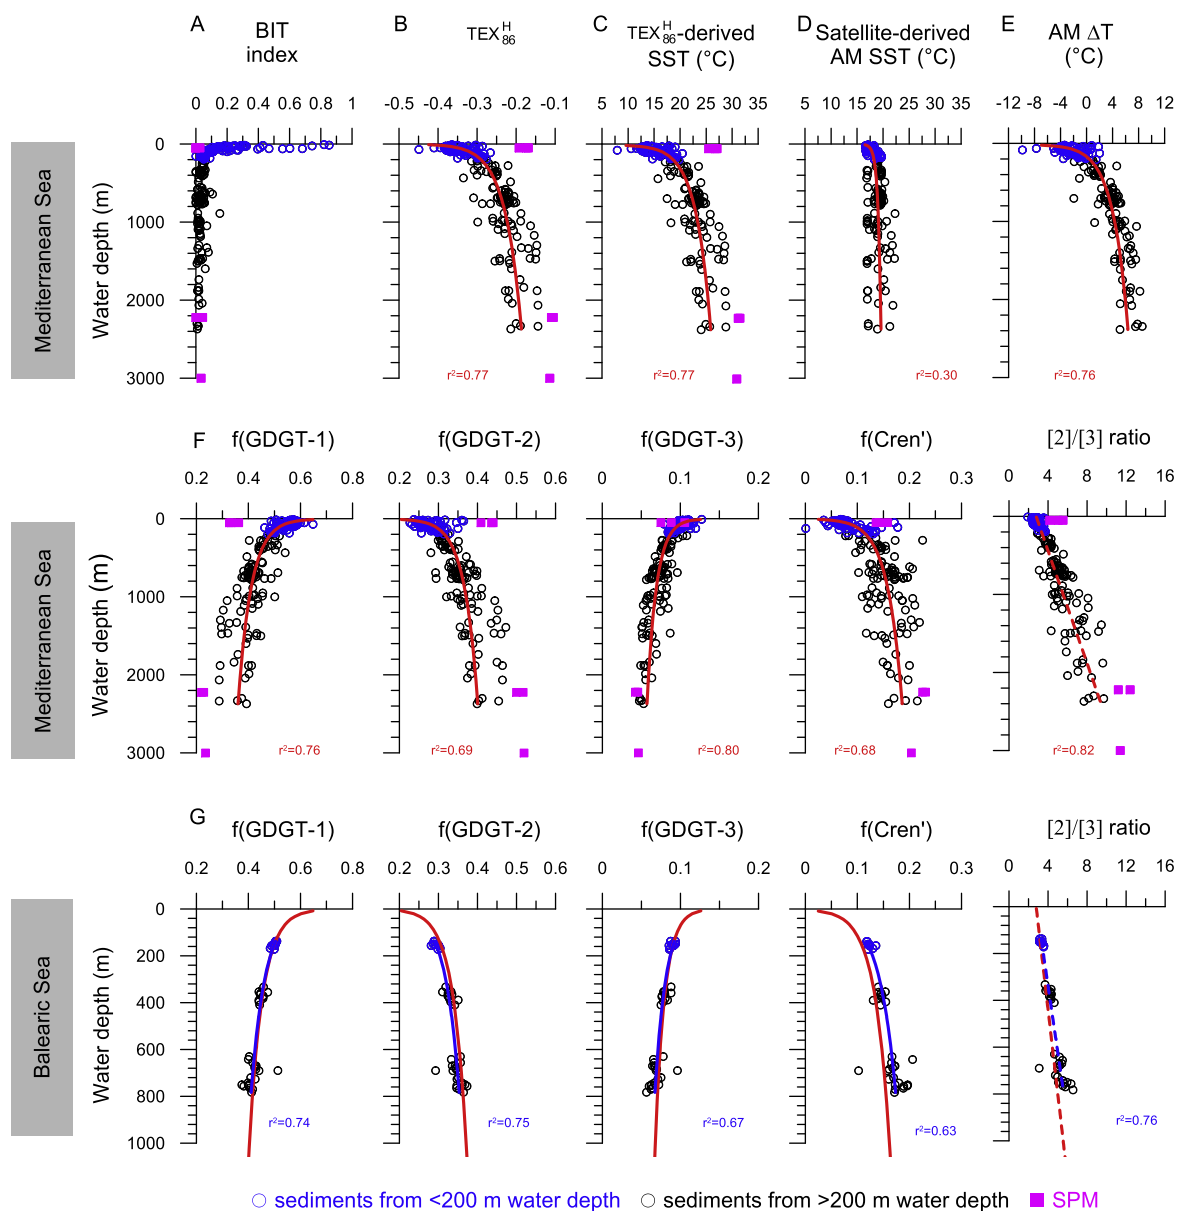 A BIT index
B TEX86^H
C TEX86^H-derived SST (°C)
D Satellite-derived AM SST (°C)
E AM ΔT (°C)
0 0.2 0.4 0.6 0.8 1
-0.5 -0.3 -0.2 -0.1
5 10 15 20 25 30 35
5 10 15 20 25 30 35
-12 -8 -4 0 4 8 12
Mediterranean Sea
Water depth (m)
0
1000
2000
3000
r²=0.77
r²=0.77
r²=0.30
r²=0.76
F f(GDGT-1)
f(GDGT-2)
f(GDGT-3)
f(Cren')
[2]/[3] ratio
0.2 0.4 0.6 0.8
0.2 0.3 0.4 0.5 0.6
0 0.1 0.2
0 0.1 0.2 0.3
0 4 8 12 16
Mediterranean Sea
Water depth (m)
0
1000
2000
3000
r²=0.76
r²=0.69
r²=0.80
r²=0.68
r²=0.82
G f(GDGT-1)
f(GDGT-2)
f(GDGT-3)
f(Cren')
[2]/[3] ratio
0.2 0.4 0.6 0.8
0.2 0.3 0.4 0.5 0.6
0 0.1 0.2
0 0.1 0.2 0.3
0 4 8 12 16
Balearic Sea
Water depth (m)
0
200
400
600
800
1000
r²=0.74
r²=0.75
r²=0.67
r²=0.63
r²=0.76
sediments from <200 m water depth
sediments from >200 m water depth
SPM